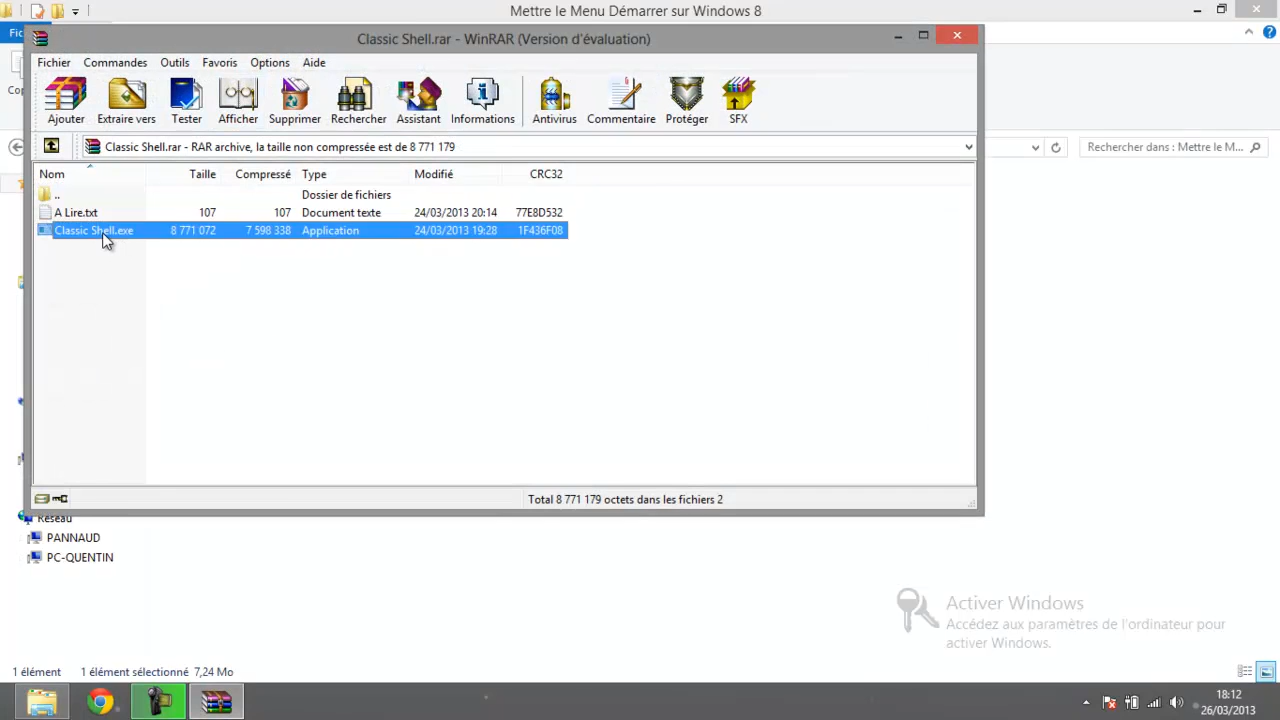 Mettre le Menu Démarrer sur Windows 8
Fic
Classic Shell.rar - WinRAR (Version d'évaluation)
Fichier Commandes Outils Favoris Options Aide
Cop
Ajouter Extraire vers Tester Afficher Supprimer Rechercher Assistant Informations Antivirus Commentaire Protéger SFX
Classic Shell.rar - RAR archive, la taille non compressée est de 8 771 179
Rechercher dans : Mettre le M...
Nom Taille Compressé Type Modifié CRC32
.. Dossier de fichiers
A Lire.txt 107 107 Document texte 24/03/2013 20:14 77E8D532
Classic Shell.exe 8 771 072 7 598 338 Application 24/03/2013 19:28 1F436F08
Total 8 771 179 octets dans les fichiers 2
Réseau
PANNAUD
PC-QUENTIN
Activer Windows
Accédez aux paramètres de l'ordinateur pour
activer Windows.
1 élément 1 élément sélectionné 7,24 Mo
18:12
26/03/2013